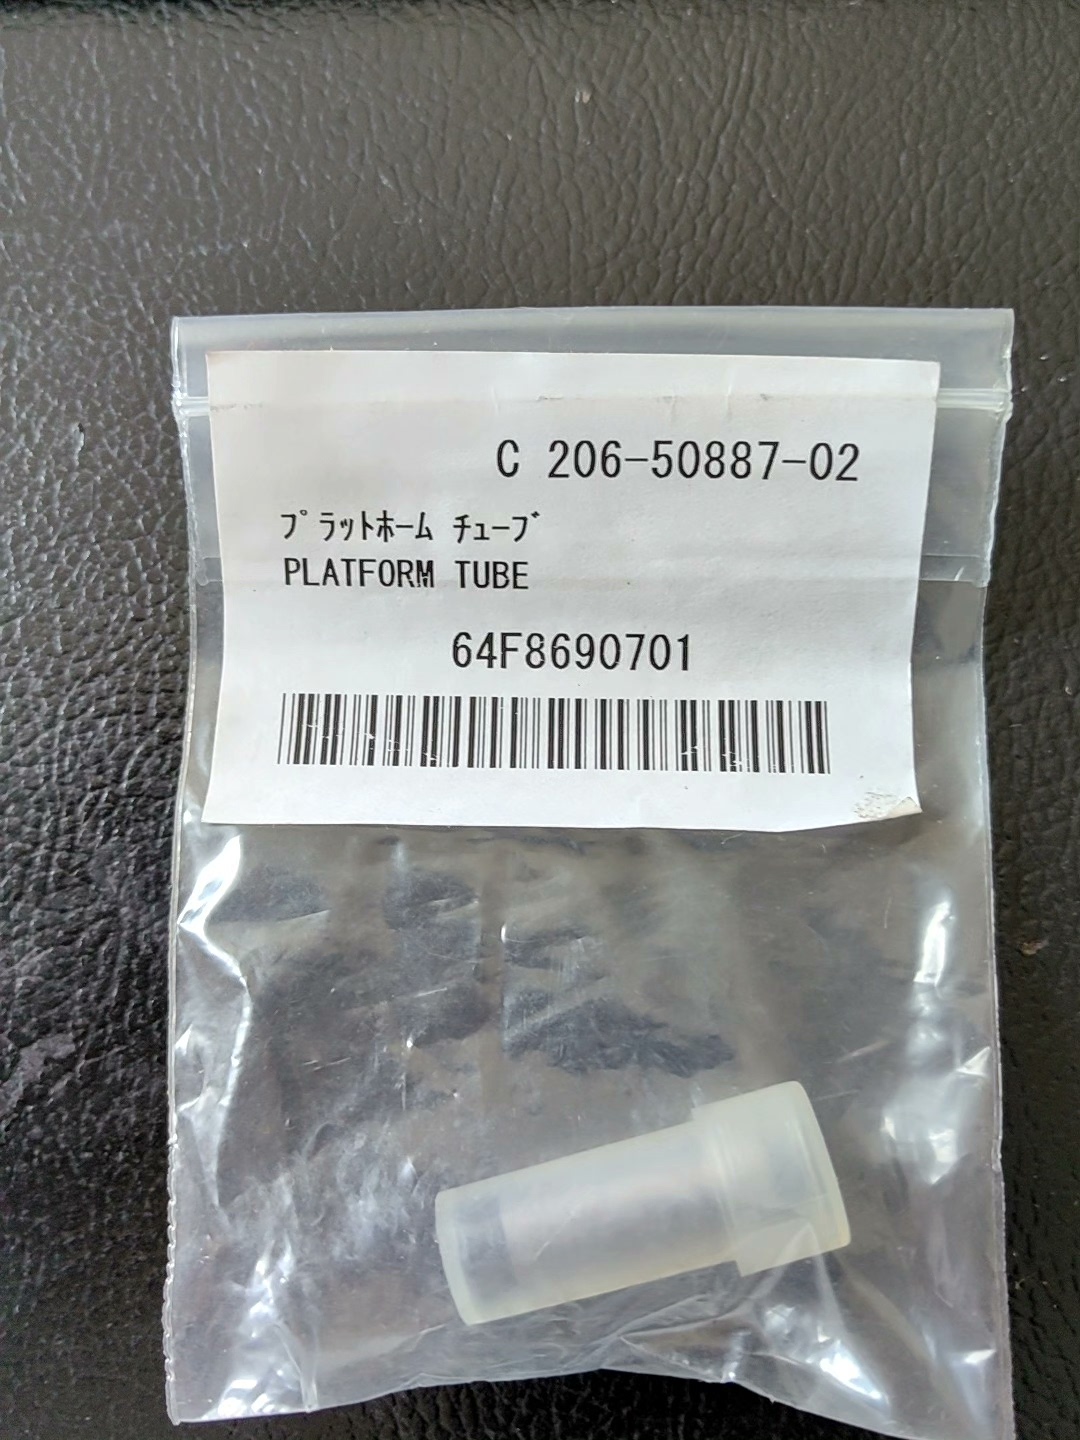 C 206-50887-02
ﾌﾟﾗｯﾄﾎｰﾑ ﾁｭｰﾌﾞ
PLATFORM TUBE
64F8690701